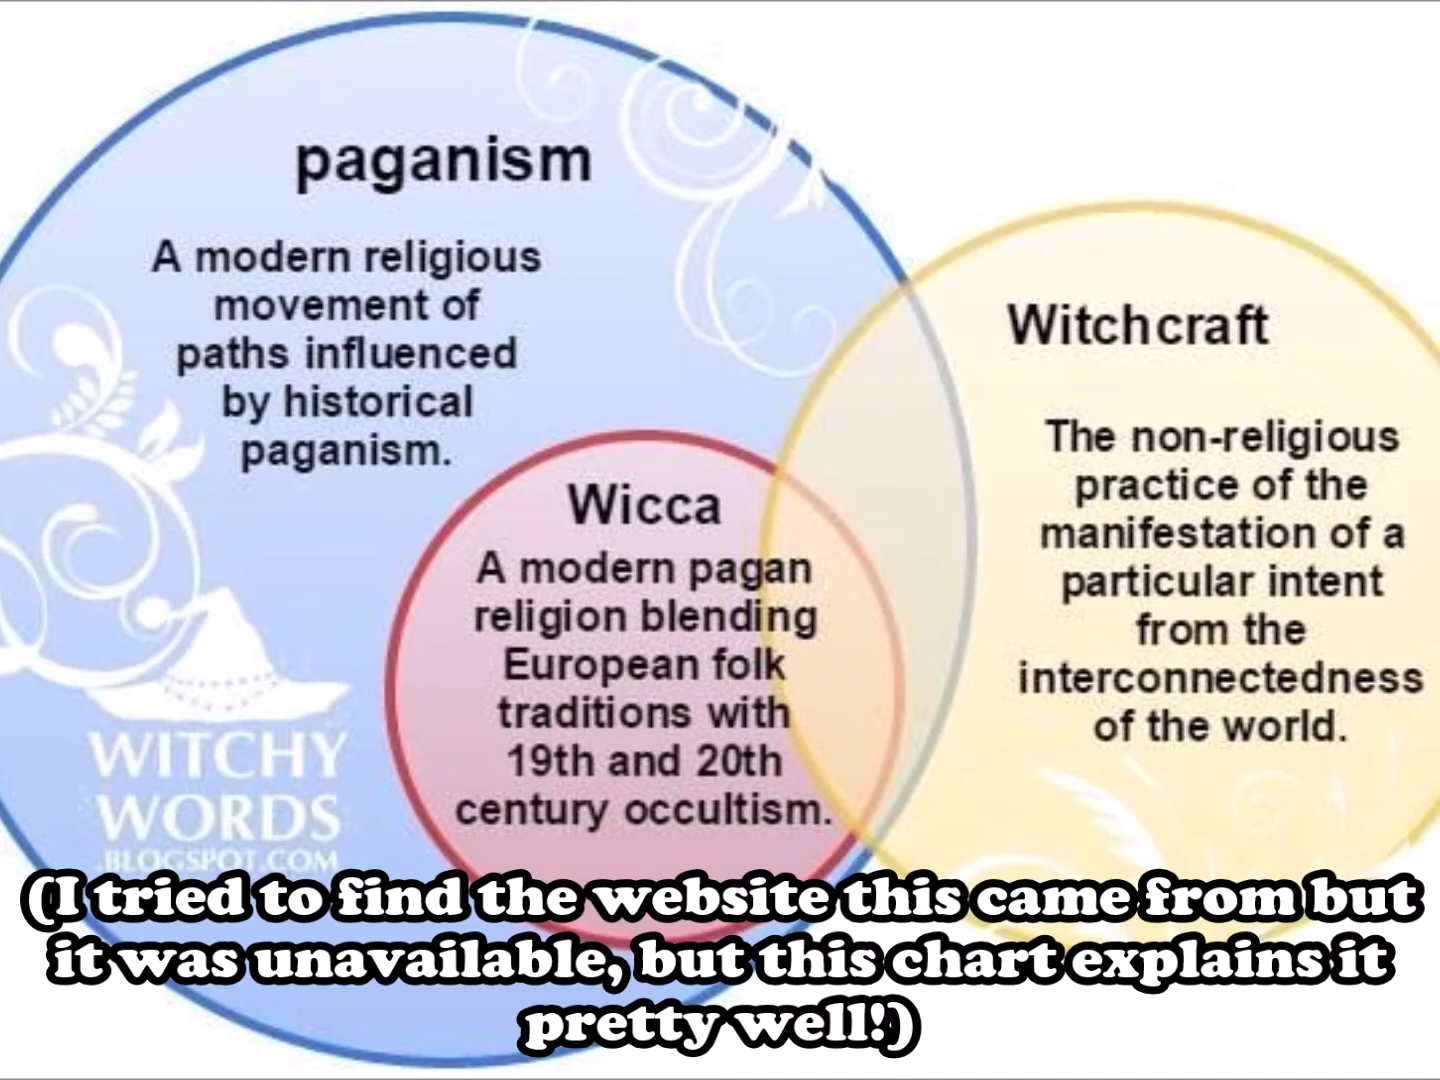 paganism
A modern religious
movement of
paths influenced
by historical
paganism.
Witchcraft
The non-religious
practice of the
manifestation of a
particular intent
from the
interconnectedness
of the world.
Wicca
A modern pagan
religion blending
European folk
traditions with
19th and 20th
century occultism.
WITCHY
WORDS
.BLOGSPOT.COM
(I tried to find the website this came from but
it was unavailable, but this chart explains it
pretty well!)